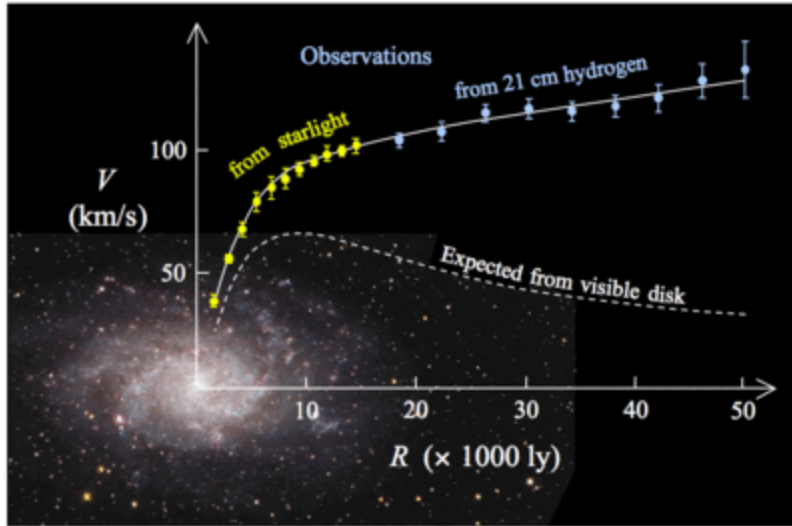 Observations
from starlight
from 21 cm hydrogen
100
V
(km/s)
50
Expected from visible disk
10
20
30
40
50
R (× 1000 ly)